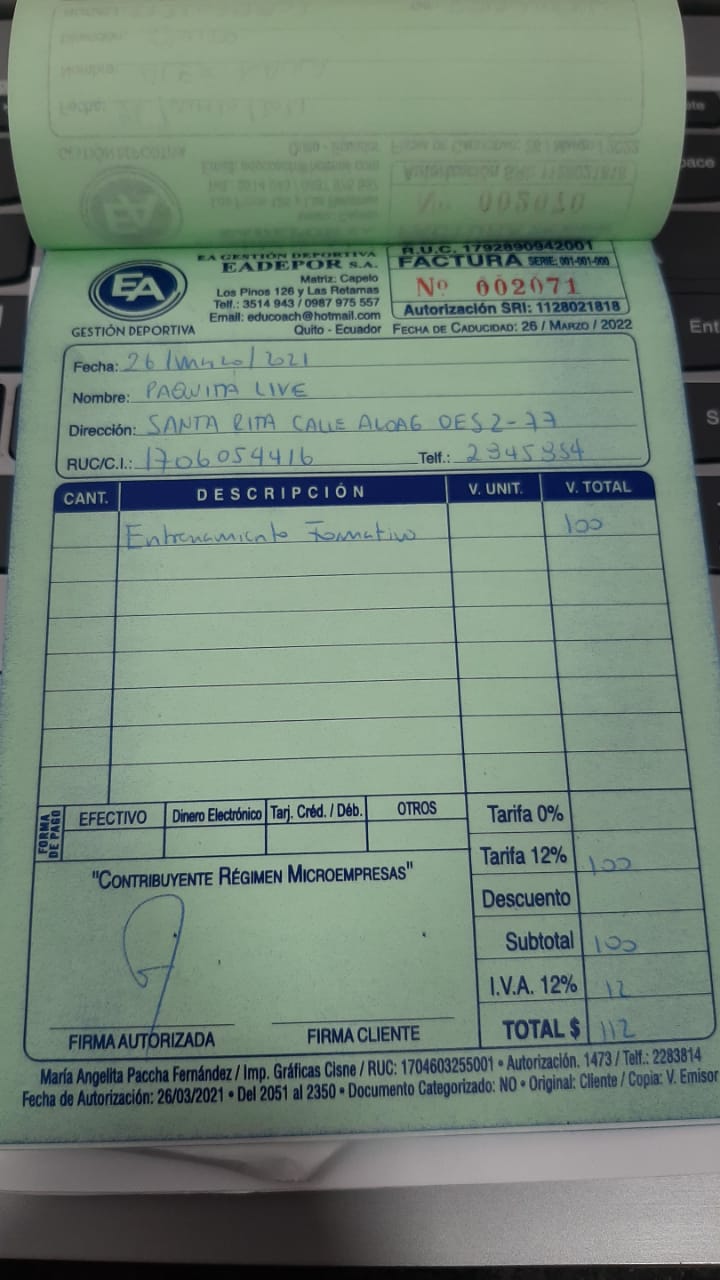 Nº 002070
EA
EA GESTIÓN DEPORTIVA
EADEPOR S.A.
Matriz: Capelo
Los Pinos 126 y Las Retamas
Telf.: 3514 943 / 0987 975 557
Email: educoach@hotmail.com
Quito - Ecuador
GESTIÓN DEPORTIVA
R.U.C. 1792890942001
FACTURA SERIE: 001-001-000
Nº 002071
Autorización SRI: 1128021818
FECHA DE CADUCIDAD: 26 / MARZO / 2022
Fecha: 26/marzo/2021
Nombre: PAQUITA LIVE
Dirección: SANTA RITA CALLE ALOAG OES2-77
RUC/C.I.: 1706054416 Telf.: 2345354
CANT. DESCRIPCIÓN V. UNIT. V. TOTAL
Entrenamiento Formativo 100
FORMA DE PAGO
EFECTIVO Dinero Electrónico Tarj. Créd. / Déb. OTROS
Tarifa 0%
Tarifa 12% 100
"CONTRIBUYENTE RÉGIMEN MICROEMPRESAS"
Descuento
Subtotal 100
I.V.A. 12% 12
TOTAL $ 112
FIRMA AUTORIZADA FIRMA CLIENTE
María Angelita Paccha Fernández / Imp. Gráficas Cisne / RUC: 1704603255001 • Autorización. 1473 / Telf.: 2283814
Fecha de Autorización: 26/03/2021 • Del 2051 al 2350 • Documento Categorizado: NO • Original: Cliente / Copia: V. Emisor